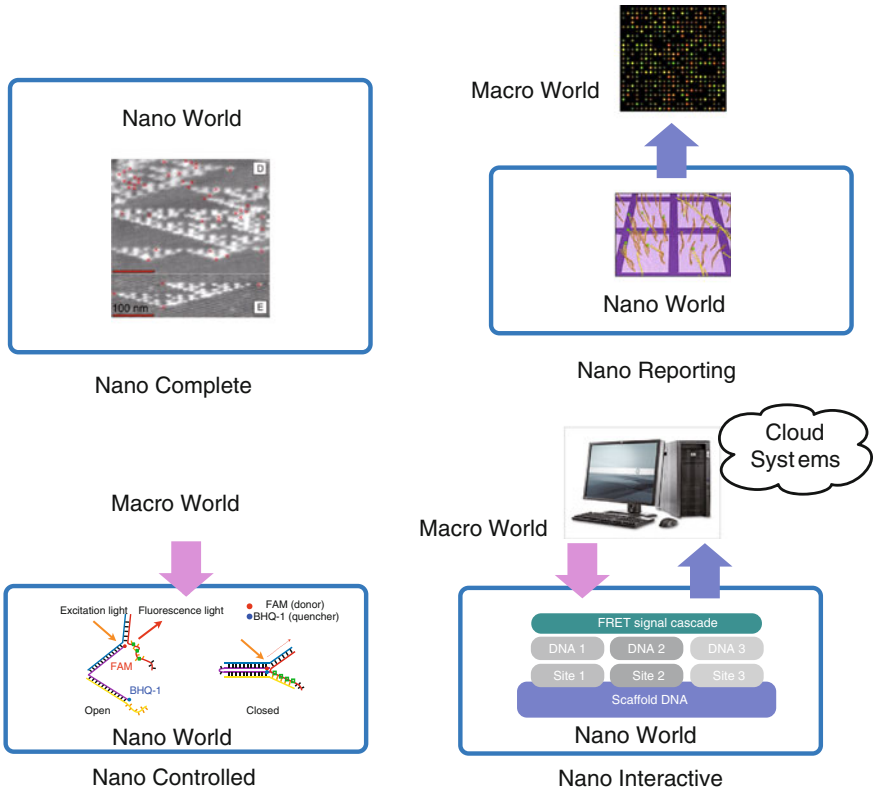 Nano World
D
E
100 nm
Nano Complete
Macro World
Nano World
Nano Reporting
Macro World
Excitation light
Fluorescence light
FAM (donor)
BHQ-1 (quencher)
FAM
BHQ-1
Open
Closed
Nano World
Nano Controlled
Cloud
Systems
Macro World
FRET signal cascade
DNA 1 DNA 2 DNA 3
Site 1 Site 2 Site 3
Scaffold DNA
Nano World
Nano Interactive